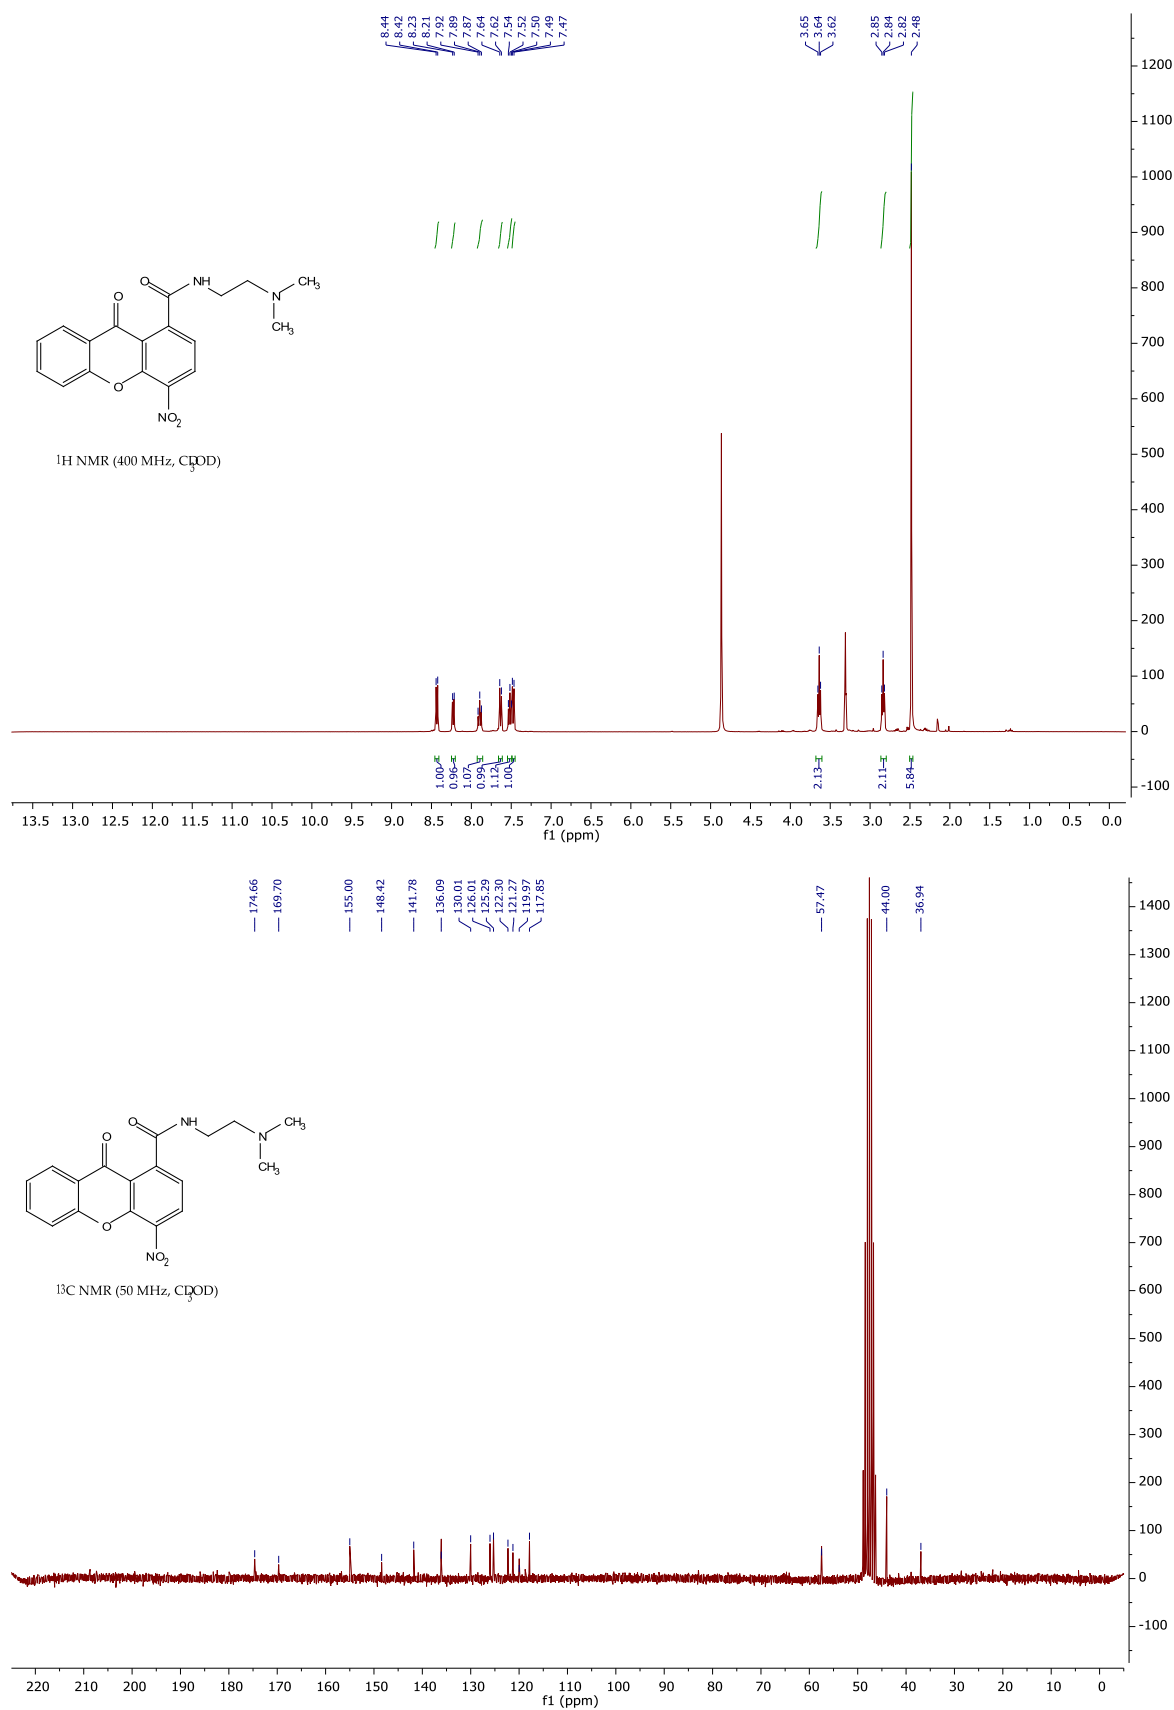 8.44 8.42 8.23 8.21 7.92 7.89 7.87 7.64 7.62 7.54 7.52 7.50 7.49 7.47 3.65 3.64 3.62 2.85 2.84 2.82 2.48
1200
1100
1000
900
800
700
600
500
400
300
200
100
0
-100
O
O
NH
N
CH3
CH3
O
NO2
1H NMR (400 MHz, CD3OD)
1.00 0.96 1.07 0.99 1.12 1.00 2.13 2.11 5.84
13.5 13.0 12.5 12.0 11.5 11.0 10.5 10.0 9.5 9.0 8.5 8.0 7.5 7.0 6.5 6.0 5.5 5.0 4.5 4.0 3.5 3.0 2.5 2.0 1.5 1.0 0.5 0.0
f1 (ppm)
174.66 169.70 155.00 148.42 141.78 136.09 130.01 126.01 125.29 122.30 121.27 119.97 117.85 57.47 44.00 36.94
1400
1300
1200
1100
1000
900
800
700
600
500
400
300
200
100
0
-100
O
O
NH
N
CH3
CH3
O
NO2
13C NMR (50 MHz, CD3OD)
220 210 200 190 180 170 160 150 140 130 120 110 100 90 80 70 60 50 40 30 20 10 0
f1 (ppm)